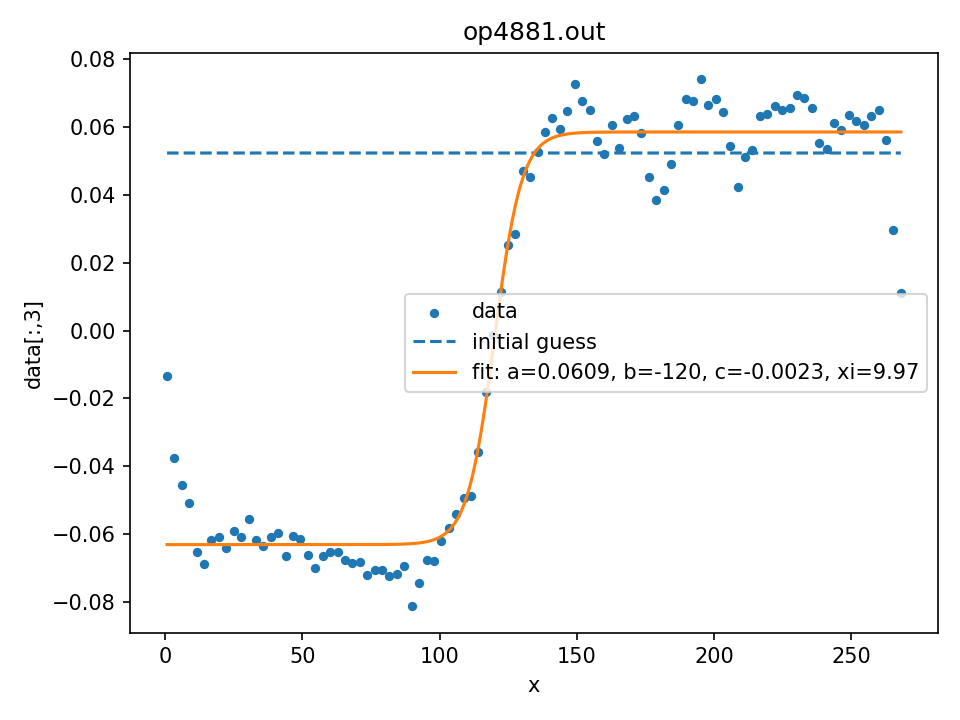 op4881.out
0.08
0.06
0.04
0.02
0.00
−0.02
−0.04
−0.06
−0.08
data[:,3]
data
initial guess
fit: a=0.0609, b=-120, c=-0.0023, xi=9.97
0 50 100 150 200 250
x